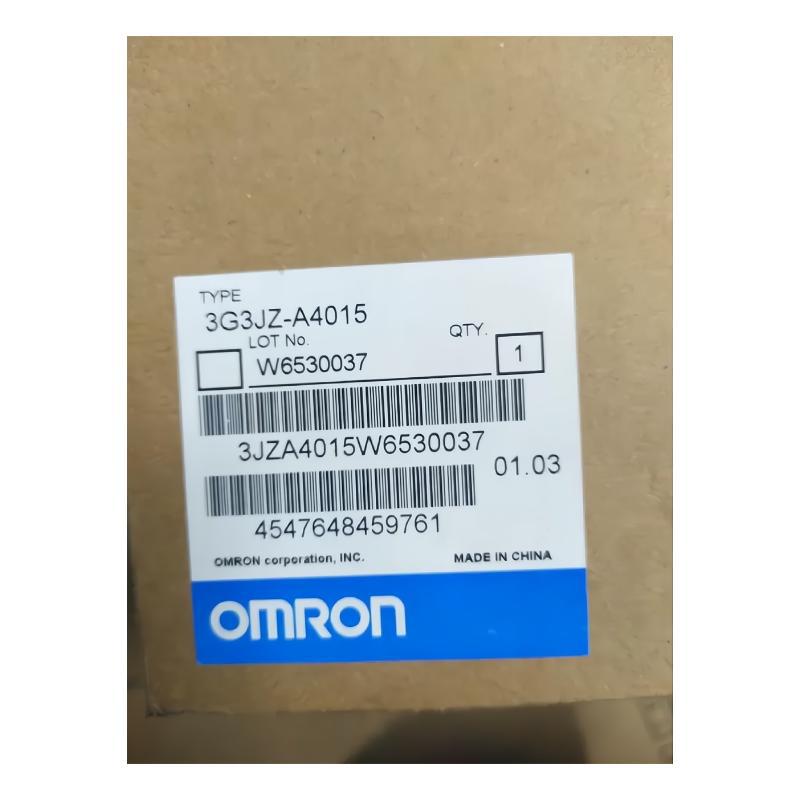 TYPE
3G3JZ-A4015
LOT No.
QTY.
W6530037
1
3JZA4015W6530037
01.03
4547648459761
OMRON corporation, INC.
MADE IN CHINA
OMRON